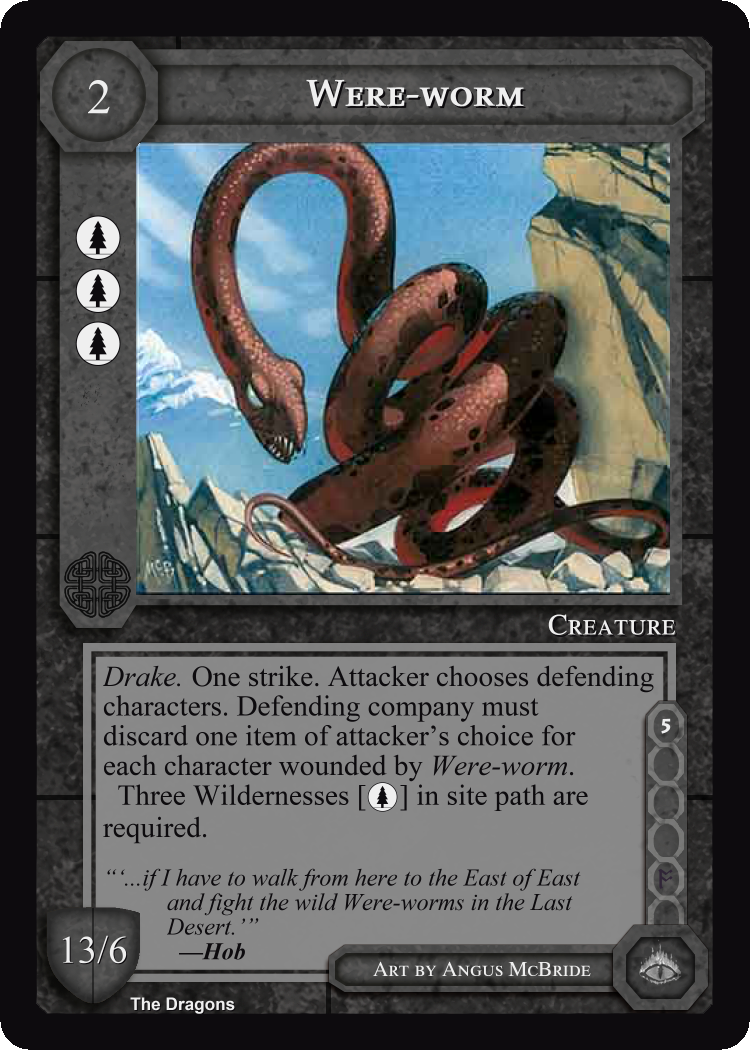 2
WERE-WORM
McB
CREATURE
Drake. One strike. Attacker chooses defending
characters. Defending company must
discard one item of attacker's choice for
each character wounded by Were-worm.
Three Wildernesses [ ] in site path are
required.
5
"'...if I have to walk from here to the East of East
and fight the wild Were-worms in the Last
Desert.'"
—Hob
13/6
ART BY ANGUS MCBRIDE
The Dragons